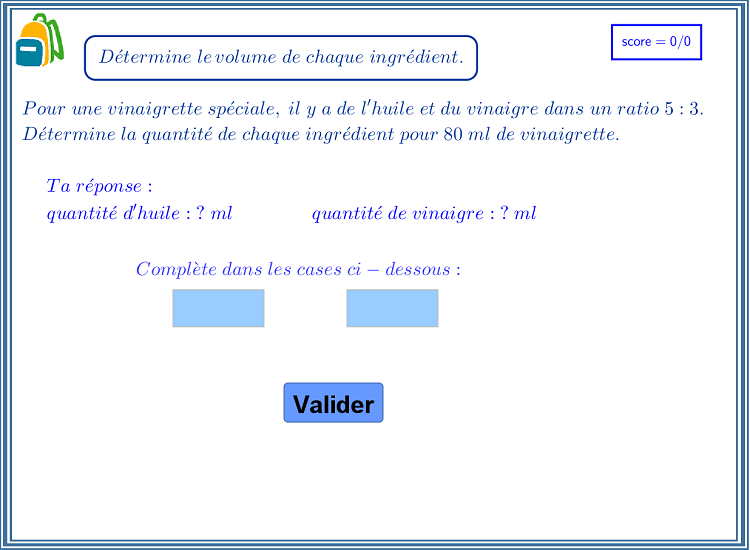 Détermine le volume de chaque ingrédient.
score = 0/0
Pour une vinaigrette spéciale, il y a de l'huile et du vinaigre dans un ratio 5 : 3.
Détermine la quantité de chaque ingrédient pour 80 ml de vinaigrette.
Ta réponse :
quantité d'huile : ? ml quantité de vinaigre : ? ml
Complète dans les cases ci − dessous :
Valider